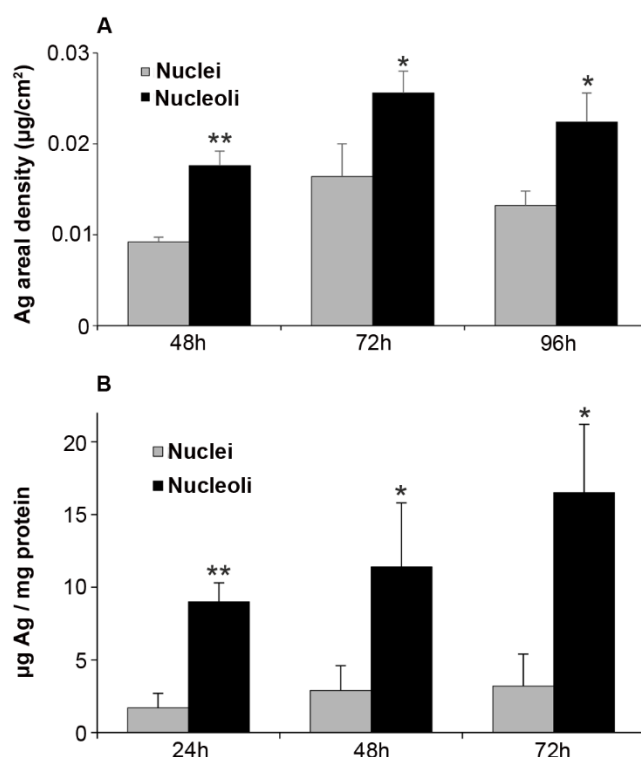 A
Ag areal density (µg/cm²)
0.03
0.02
0.01
0
Nuclei
Nucleoli
**
*
*
48h
72h
96h
B
µg Ag / mg protein
20
15
10
5
0
Nuclei
Nucleoli
**
*
*
24h
48h
72h